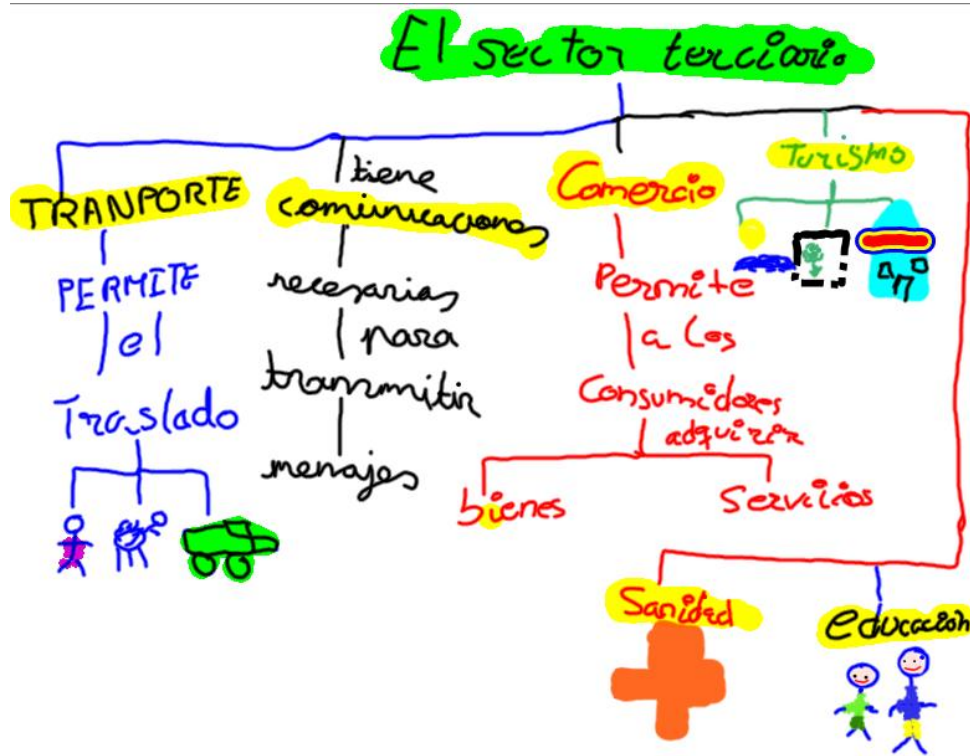 El sector terciario
TRANPORTE
PERMITE
el
Traslado
tiene
comunicaciones
necesarias
para
transmitir
menajes
Comercio
Permite
a los
Consumidores
adquirir
bienes
Servicios
Turismo
Sanidad
educación